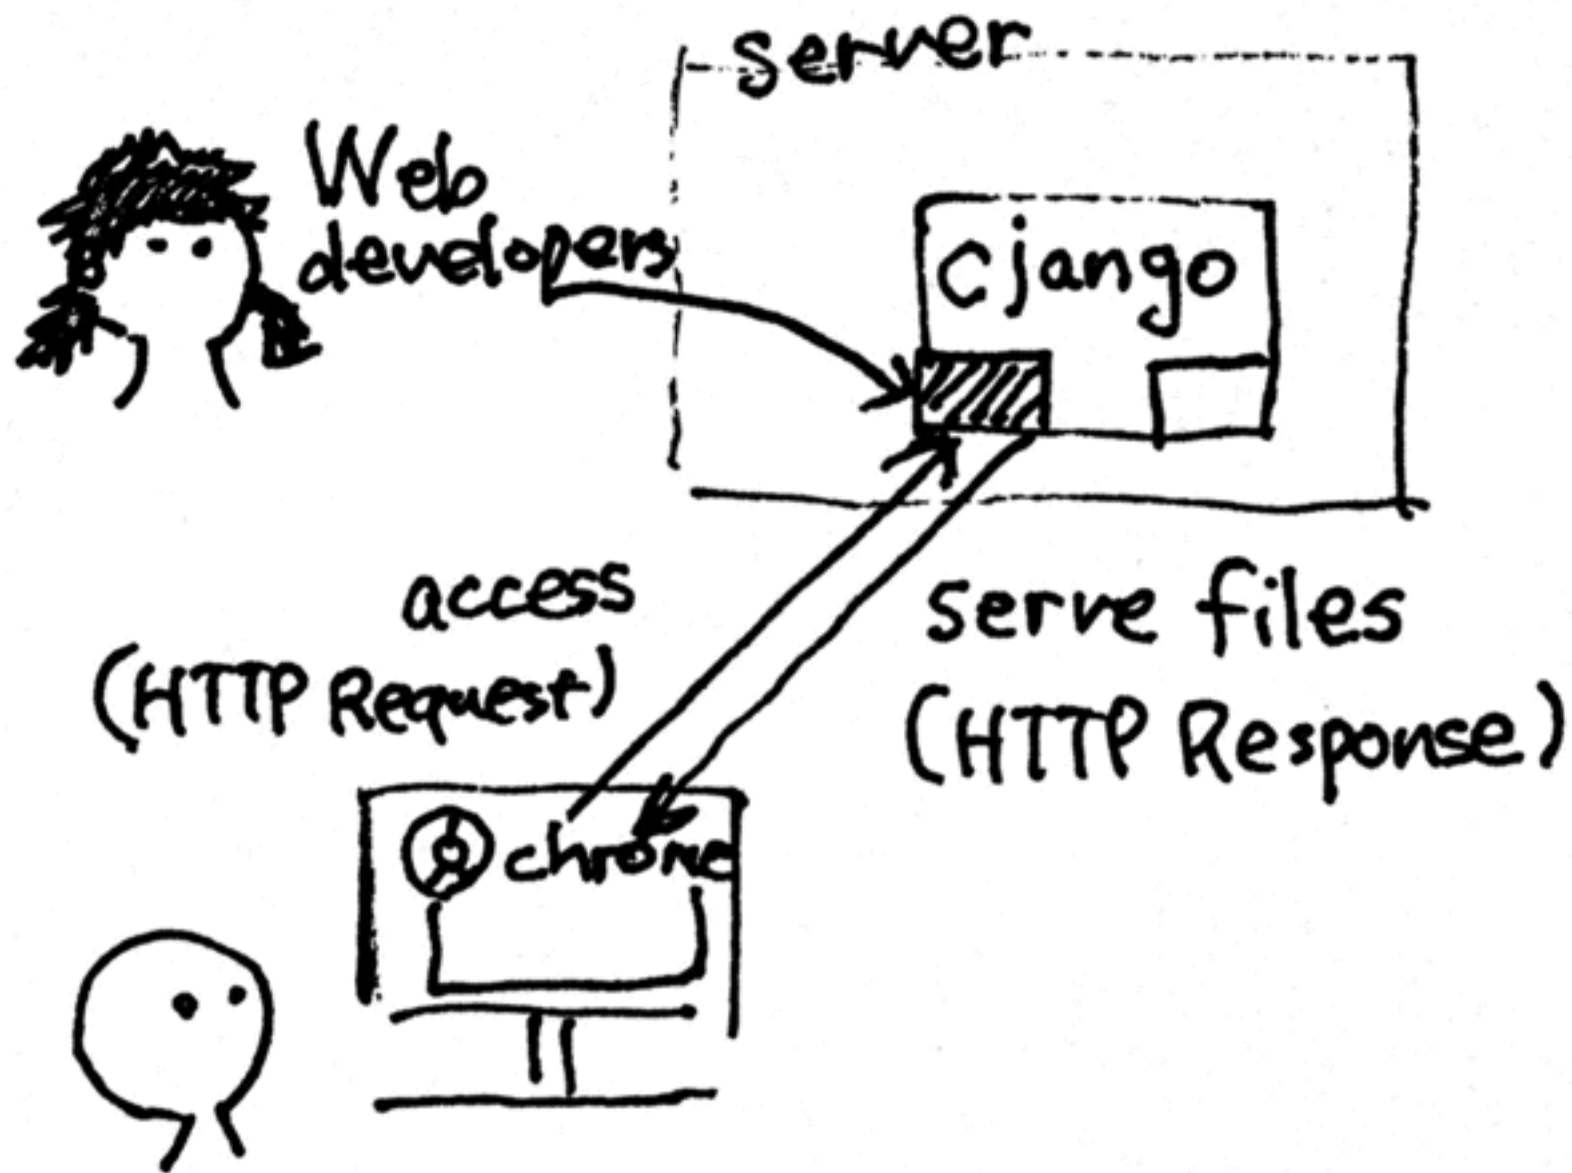 server
Web
developers
cjango
access
(HTTP Request)
serve files
(HTTP Response)
chrome